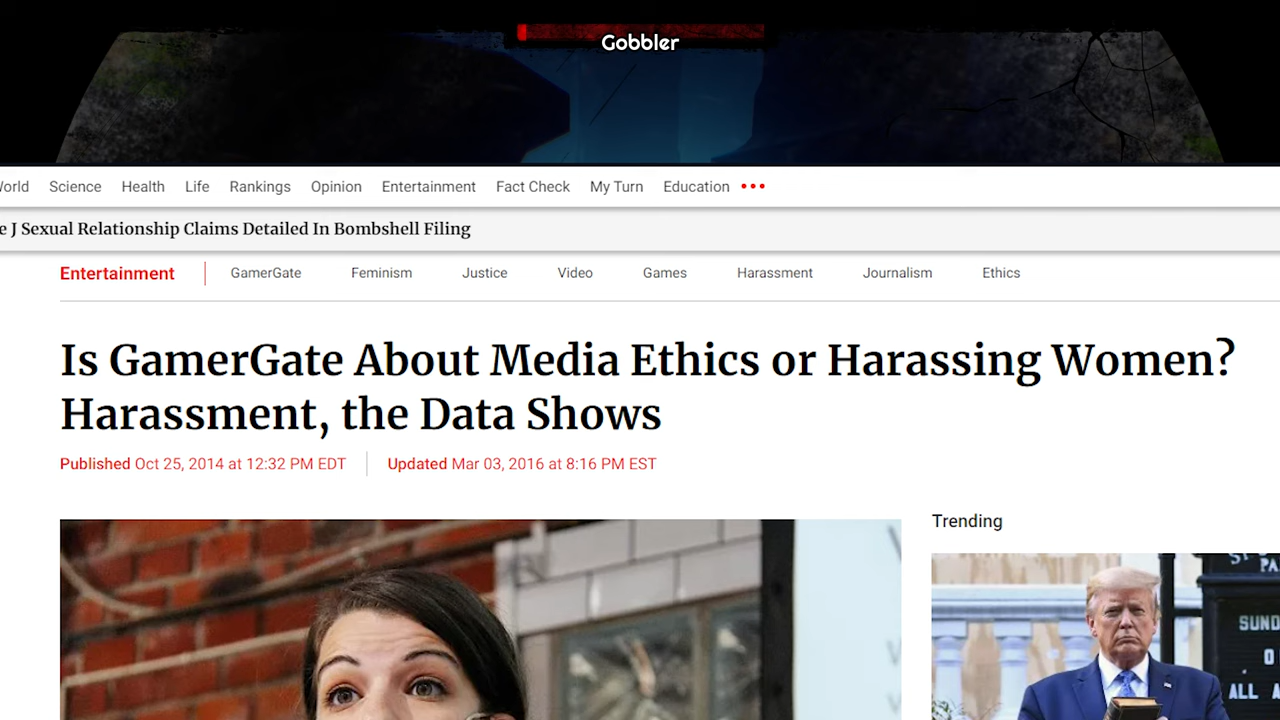 Gobbler
World Science Health Life Rankings Opinion Entertainment Fact Check My Turn Education
e J Sexual Relationship Claims Detailed In Bombshell Filing
Entertainment GamerGate Feminism Justice Video Games Harassment Journalism Ethics
Is GamerGate About Media Ethics or Harassing Women?
Harassment, the Data Shows
Published Oct 25, 2014 at 12:32 PM EDT Updated Mar 03, 2016 at 8:16 PM EST
Trending
PA
SUND
ALL A